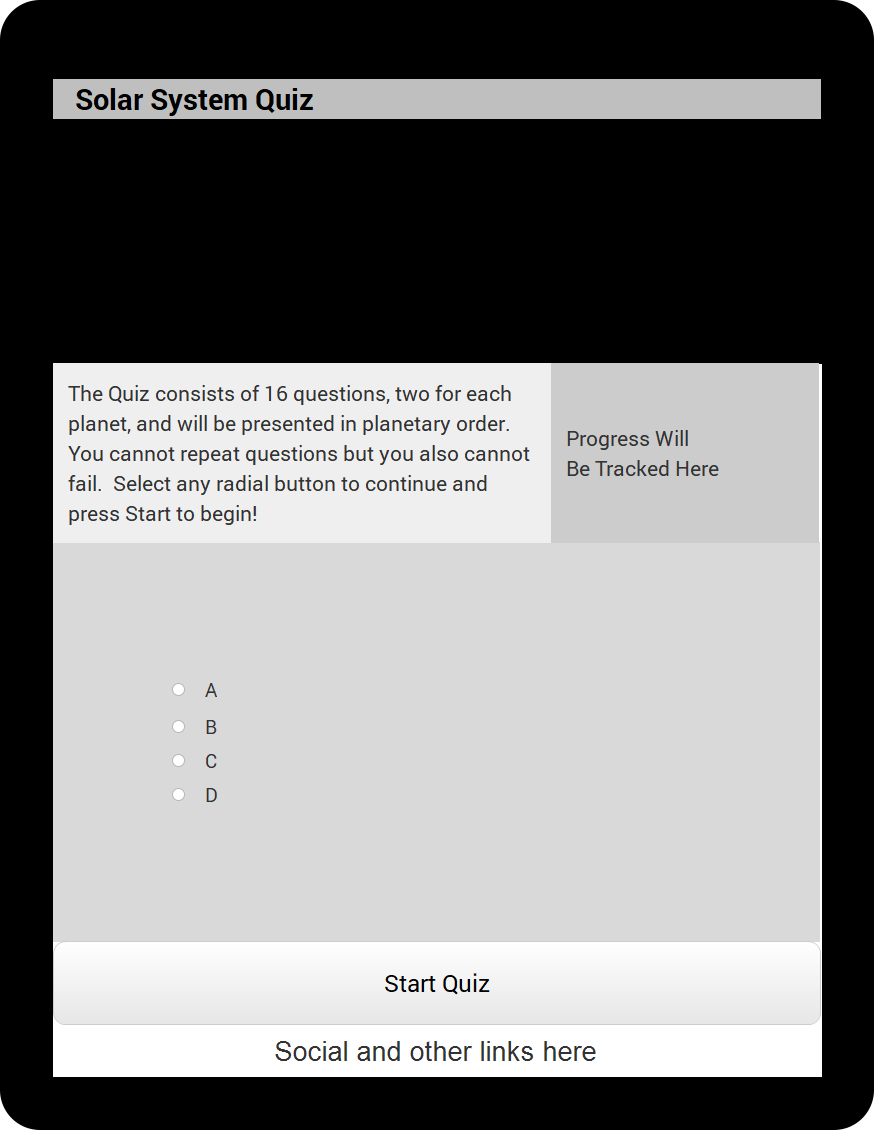 Solar System Quiz
The Quiz consists of 16 questions, two for each
planet, and will be presented in planetary order.
You cannot repeat questions but you also cannot
fail.  Select any radial button to continue and
press Start to begin!
Progress Will
Be Tracked Here
A
B
C
D
Start Quiz
Social and other links here